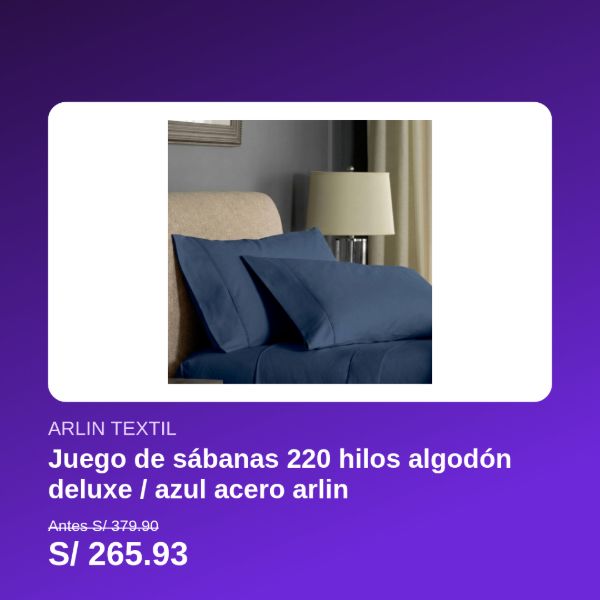 ARLIN TEXTIL
Juego de sábanas 220 hilos algodón
deluxe / azul acero arlin
Antes S/ 379.90
S/ 265.93